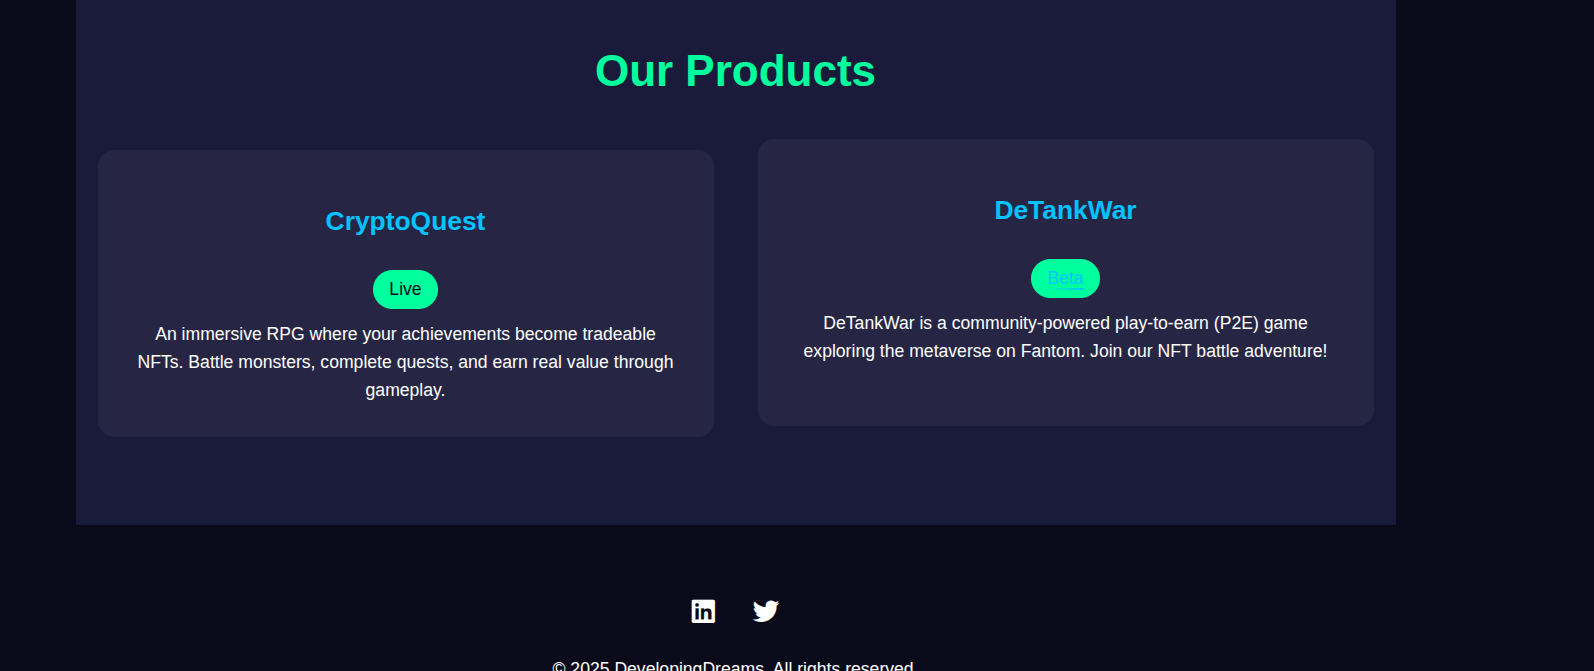 Our Products
CryptoQuest
Live
An immersive RPG where your achievements become tradeable
NFTs. Battle monsters, complete quests, and earn real value through
gameplay.
DeTankWar
Beta
DeTankWar is a community-powered play-to-earn (P2E) game
exploring the metaverse on Fantom. Join our NFT battle adventure!
© 2025 DevelopingDreams. All rights reserved.